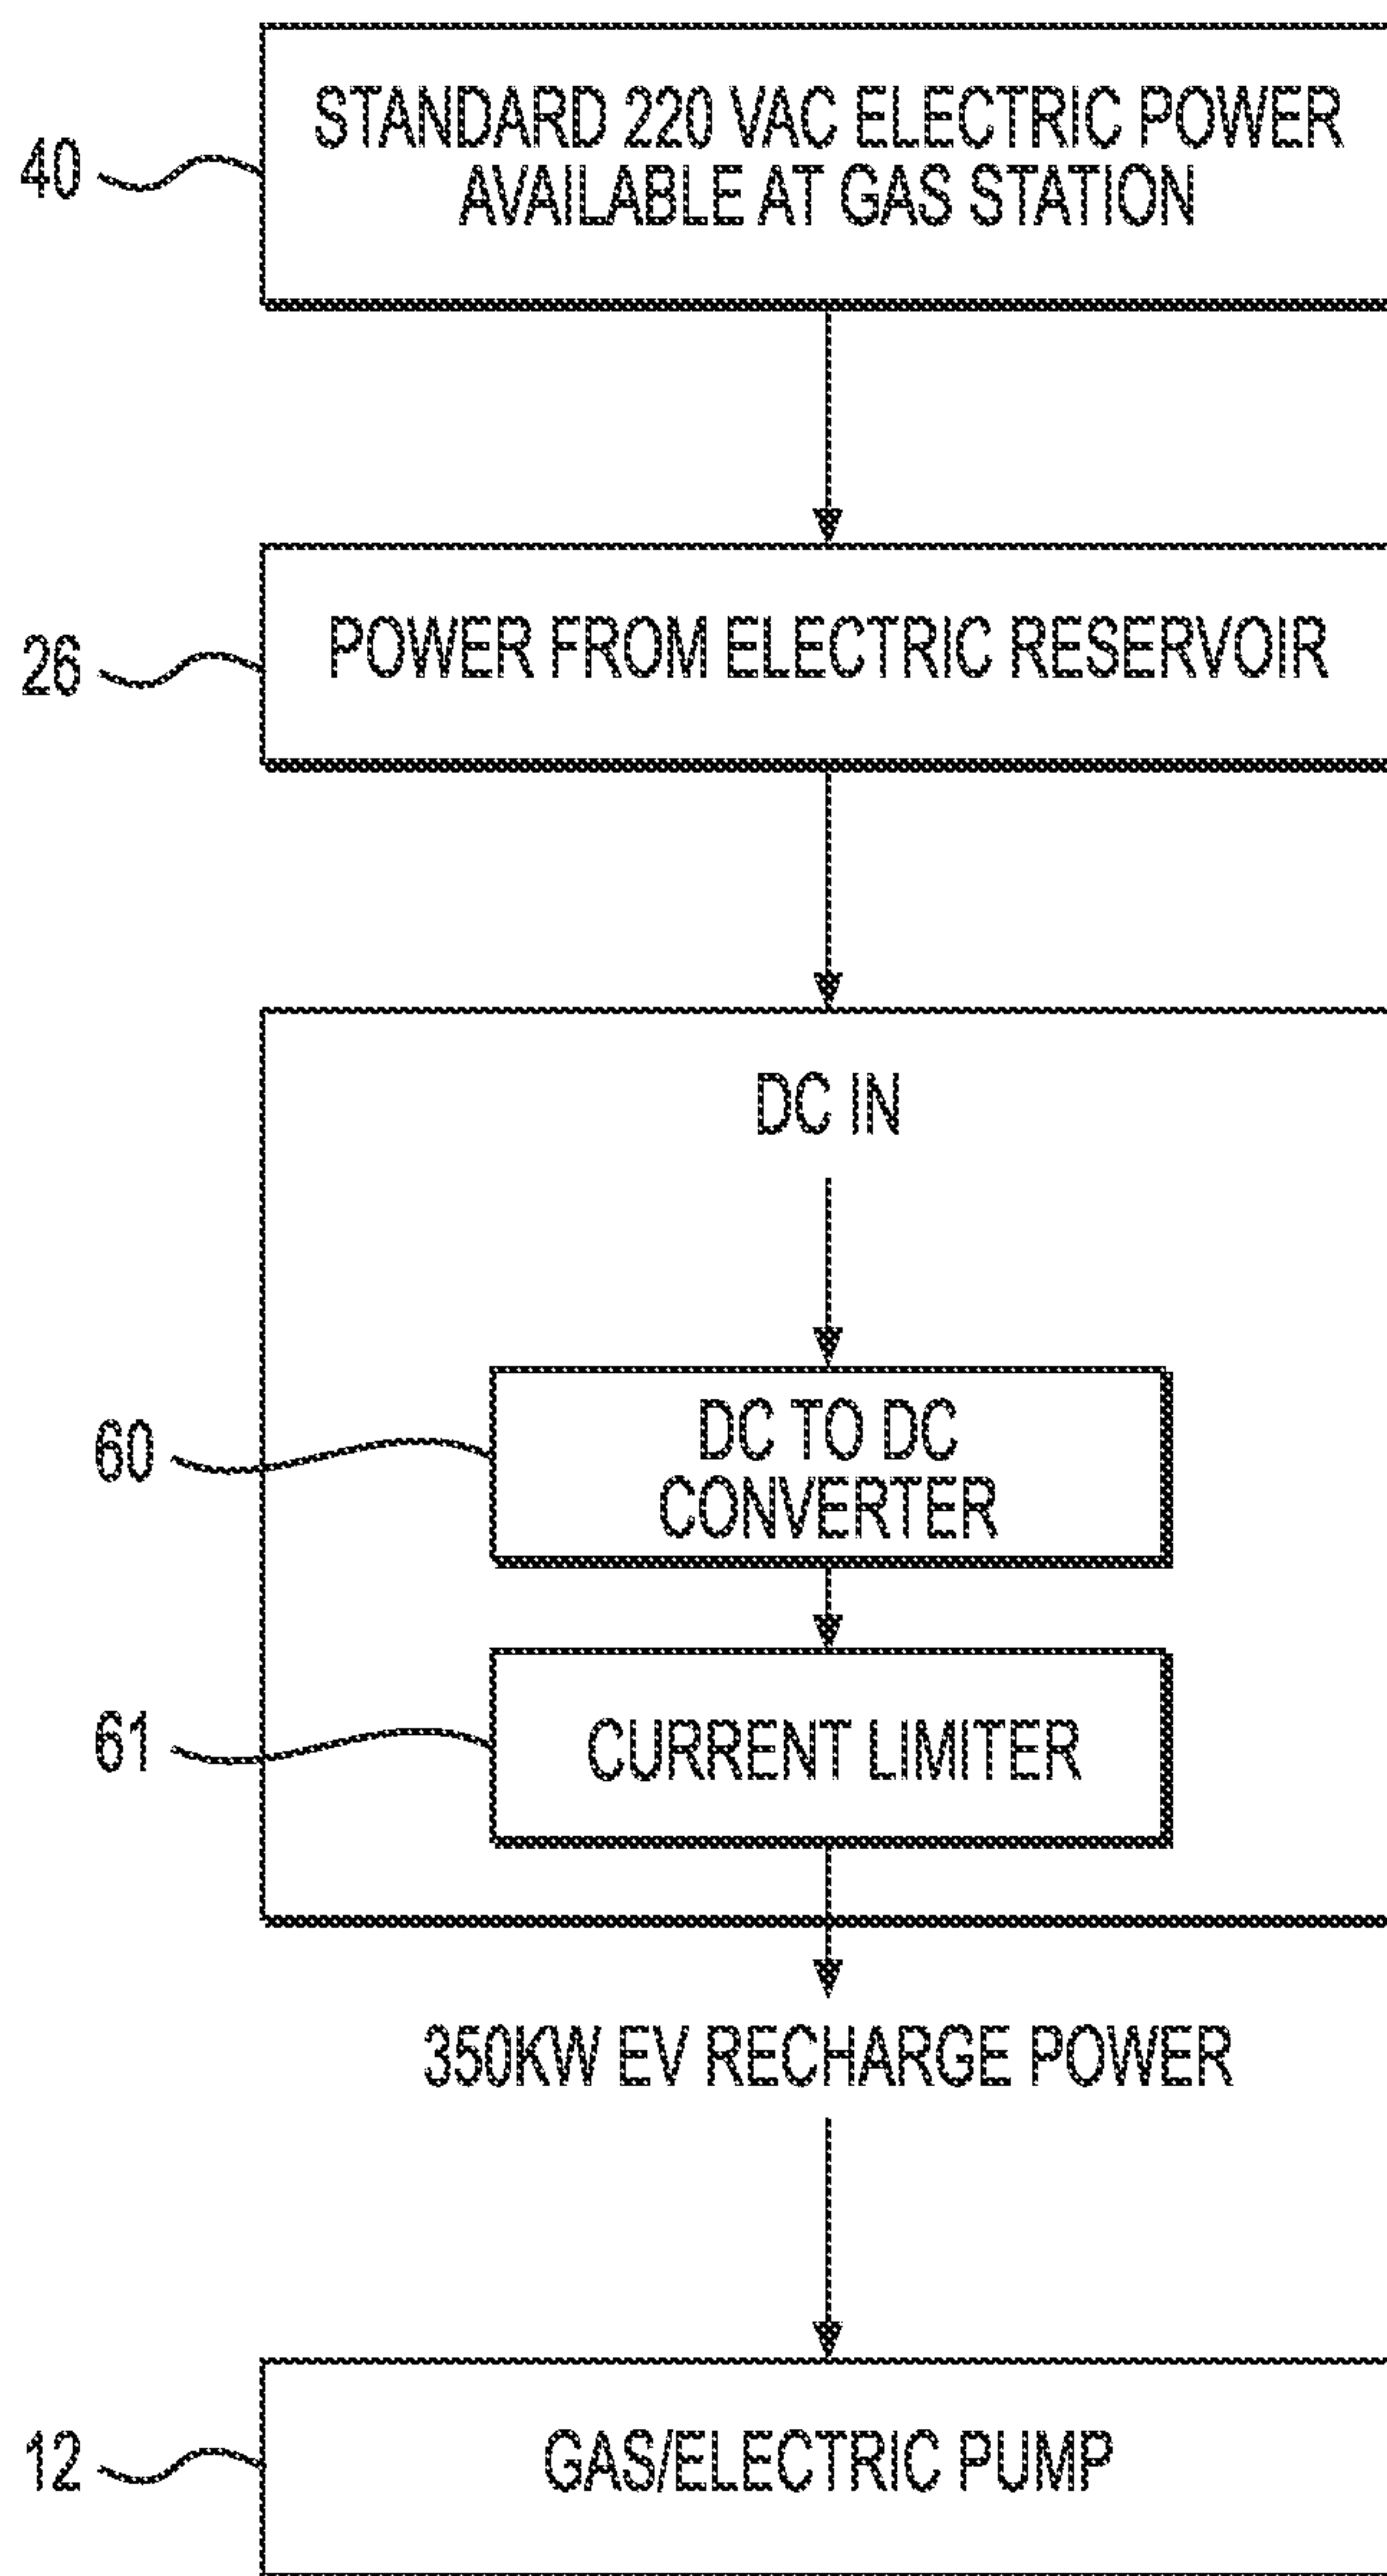 STANDARD 220 VAC ELECTRIC POWER
AVAILABLE AT GAS STATION
40
POWER FROM ELECTRIC RESERVOIR
26
DC IN
DC TO DC
CONVERTER
60
CURRENT LIMITER
61
350KW EV RECHARGE POWER
GAS/ELECTRIC PUMP
12